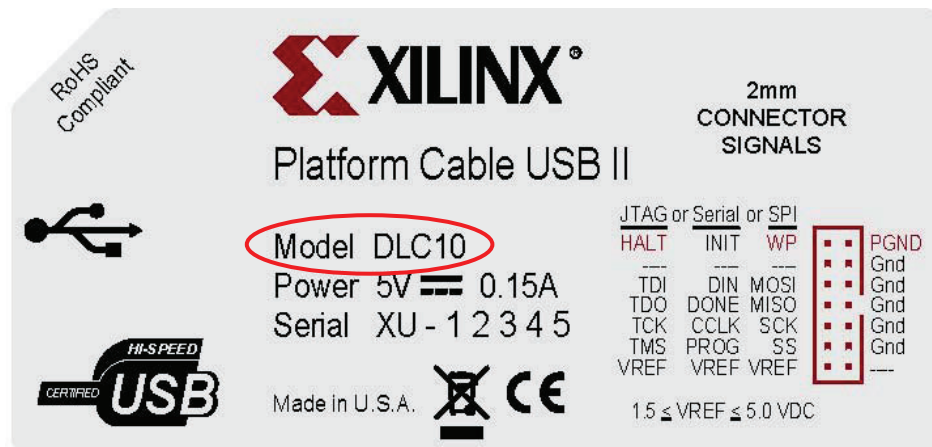 RoHS
Compliant
XILINX®
Platform Cable USB II
Model DLC10
Power 5V 0.15A
Serial XU - 1 2 3 4 5
Made in U.S.A.
HI-SPEED
CERTIFIED
USB
CE
2mm
CONNECTOR
SIGNALS
JTAG or Serial or SPI
HALT INIT WP PGND
---- ---- ---- Gnd
TDI DIN MOSI Gnd
TDO DONE MISO Gnd
TCK CCLK SCK Gnd
TMS PROG SS Gnd
VREF VREF VREF ----
1.5 ≤ VREF ≤ 5.0 VDC